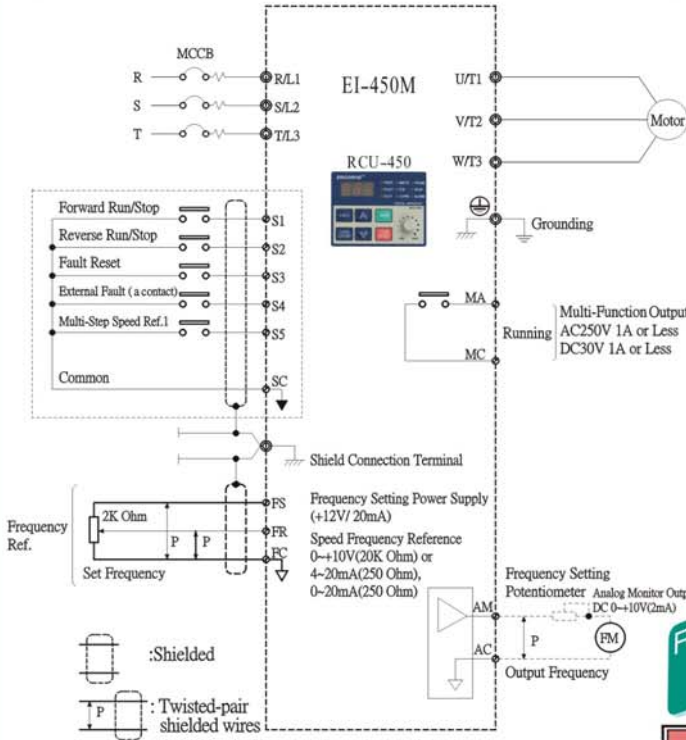 MCCB
R
S
T
R/L1
S/L2
T/L3
EI-450M
RCU-450
U/T1
V/T2
W/T3
Motor
Grounding
Forward Run/Stop
S1
Reverse Run/Stop
S2
Fault Reset
S3
External Fault ( a contact)
S4
Multi-Step Speed Ref.1
S5
Common
SC
MA
MC
Running
Multi-Function Output
AC250V 1A or Less
DC30V 1A or Less
Shield Connection Terminal
Frequency
Ref.
2K Ohm
P
P
Set Frequency
FS
FR
FC
Frequency Setting Power Supply
(+12V/ 20mA)
Speed Frequency Reference
0~+10V(20K Ohm) or
4~20mA(250 Ohm),
0~20mA(250 Ohm)
Frequency Setting
Potentiometer
Analog Monitor Outp
DC 0~+10V(2mA)
AM
AC
P
FM
Output Frequency
:Shielded
P
: Twisted-pair
shielded wires